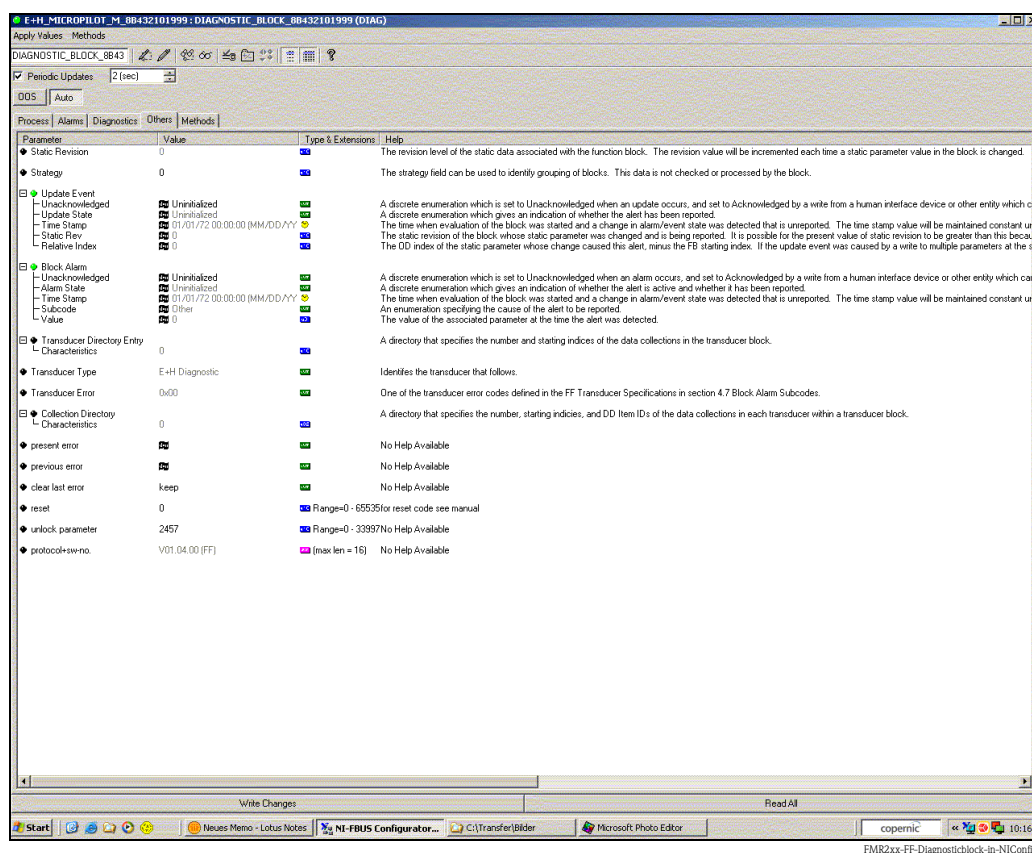 E+H_MICROPILOT_M_8B432101999 : DIAGNOSTIC_BLOCK_8B432101999 (DIAG)
Apply Values Methods
DIAGNOSTIC_BLOCK_8B43
Periodic Updates 2 (sec)
OOS Auto
Process Alarms Diagnostics Others Methods
Parameter Value Type & Extensions Help
Static Revision 0 The revision level of the static data associated with the function block. The revision value will be incremented each time a static parameter value in the block is changed.
Strategy 0 The strategy field can be used to identify grouping of blocks. This data is not checked or processed by the block.
Update Event
Unacknowledged Uninitialized A discrete enumeration which is set to Unacknowledged when an update occurs, and set to Acknowledged by a write from a human interface device or other entity which c
Update State Uninitialized A discrete enumeration which gives an indication of whether the alert has been reported.
Time Stamp 01/01/72 00:00:00 (MM/DD/YY The time when evaluation of the block was started and a change in alarm/event state was detected that is unreported. The time stamp value will be maintained constant un
Static Rev 0 The static revision of the block whose static parameter was changed and is being reported. It is possible for the present value of static revision to be greater than this becau
Relative Index 0 The OD index of the static parameter whose change caused this alert, minus the FB starting index. If the update event was caused by a write to multiple parameters at the s
Block Alarm
Unacknowledged Uninitialized A discrete enumeration which is set to Unacknowledged when an alarm occurs, and set to Acknowledged by a write from a human interface device or other entity which ca
Alarm State Uninitialized A discrete enumeration which gives an indication of whether the alert is active and whether it has been reported.
Time Stamp 01/01/72 00:00:00 (MM/DD/YY The time when evaluation of the block was started and a change in alarm/event state was detected that is unreported. The time stamp value will be maintained constant un
Subcode Other An enumeration specifying the cause of the alert to be reported.
Value 0 The value of the associated parameter at the time the alert was detected.
Transducer Directory Entry A directory that specifies the number and starting indices of the data collections in the transducer block.
Characteristics 0
Transducer Type E+H Diagnostic Identifes the transducer that follows.
Transducer Error 0x00 One of the transducer error codes defined in the FF Transducer Specifications in section 4.7 Block Alarm Subcodes.
Collection Directory A directory that specifies the number, starting indicies, and DD Item IDs of the data collections in each transducer within a transducer block.
Characteristics 0
present error No Help Available
previous error No Help Available
clear last error keep No Help Available
reset 0 Range=0 - 65535 for reset code see manual
unlock parameter 2457 Range=0 - 33997 No Help Available
protocol+sw-no. V01.04.00 (FF) (max len = 16) No Help Available
Write Changes Read All
Start Neues Memo - Lotus Notes NI-FBUS Configurator... C:\Transfer\Bilder Microsoft Photo Editor copernic « 10:16
FMR2xx-FF-Diagnosticblock-in-NIConfi